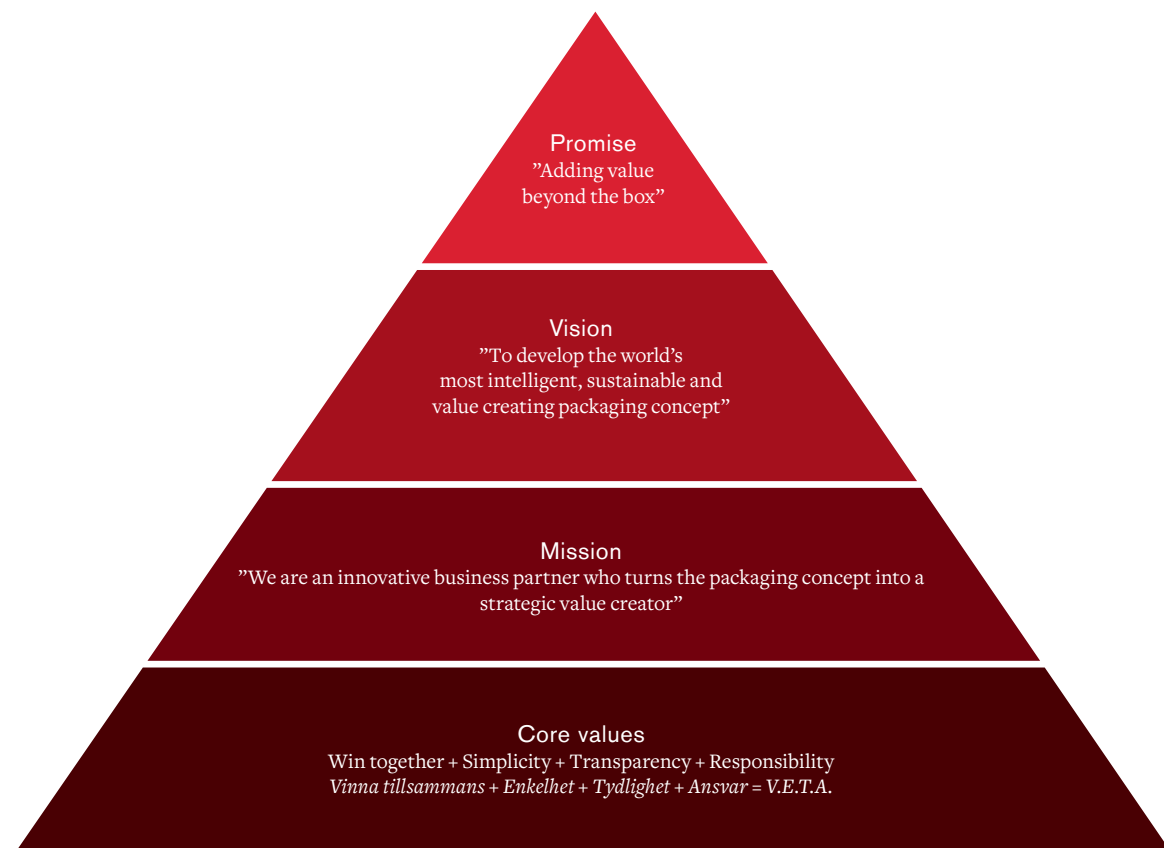 Promise
”Adding value
beyond the box”
Vision
”To develop the world’s
most intelligent, sustainable and
value creating packaging concept”
Mission
”We are an innovative business partner who turns the packaging concept into a
strategic value creator”
Core values
Win together + Simplicity + Transparency + Responsibility
Vinna tillsammans + Enkelhet + Tydlighet + Ansvar = V.E.T.A.